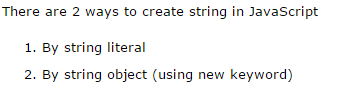 There are 2 ways to create string in JavaScript
1. By string literal
2. By string object (using new keyword)